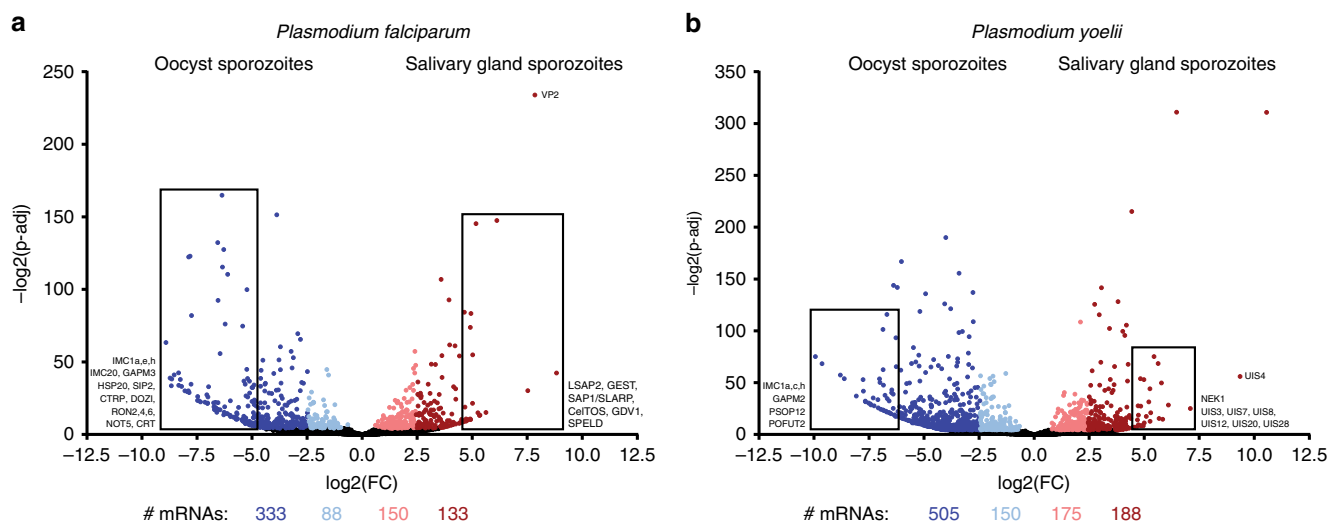 a
Plasmodium falciparum
Oocyst sporozoites
Salivary gland sporozoites
250
200
150
100
50
0
−log2(p-adj)
VP2
IMC1a,e,h
IMC20, GAPM3
HSP20, SIP2,
CTRP, DOZI,
RON2,4,6,
NOT5, CRT
LSAP2, GEST,
SAP1/SLARP,
CelTOS, GDV1,
SPELD
−12.5 −10.0 −7.5 −5.0 −2.5 0.0 2.5 5.0 7.5 10.0 12.5
log2(FC)
# mRNAs: 333 88 150 133
b
Plasmodium yoelii
Oocyst sporozoites
Salivary gland sporozoites
350
300
250
200
150
100
50
0
−log2(p-adj)
UIS4
IMC1a,c,h
GAPM2
PSOP12
POFUT2
NEK1
UIS3, UIS7, UIS8,
UIS12, UIS20, UIS28
−12.5 −10.0 −7.5 −5.0 −2.5 0.0 2.5 5.0 7.5 10.0 12.5
log2(FC)
# mRNAs: 505 150 175 188